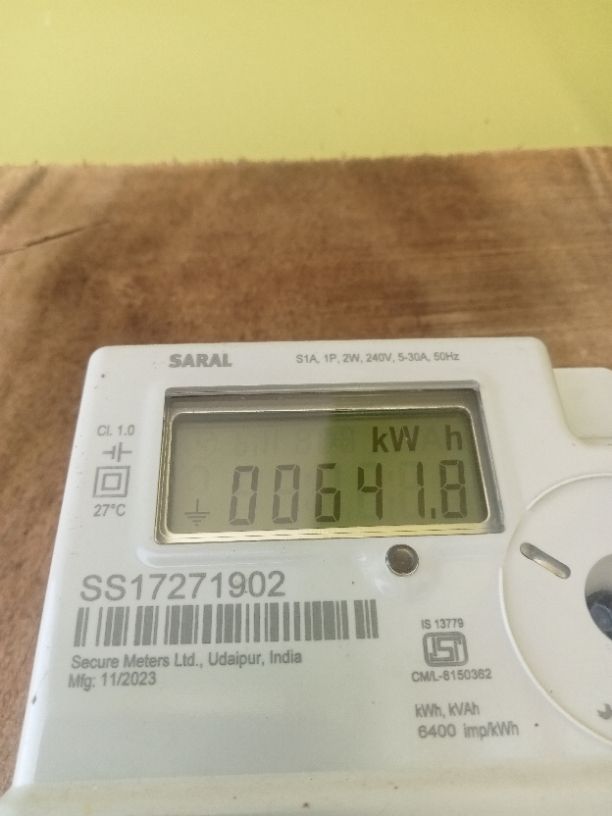 SARAL
S1A, 1P, 2W, 240V, 5-30A, 50Hz
Cl. 1.0
27°C
kW h
00641.8
SS17271902
Secure Meters Ltd., Udaipur, India
Mfg: 11/2023
IS 13779
ISI
CM/L-8150362
kWh, kVAh
6400 imp/kWh